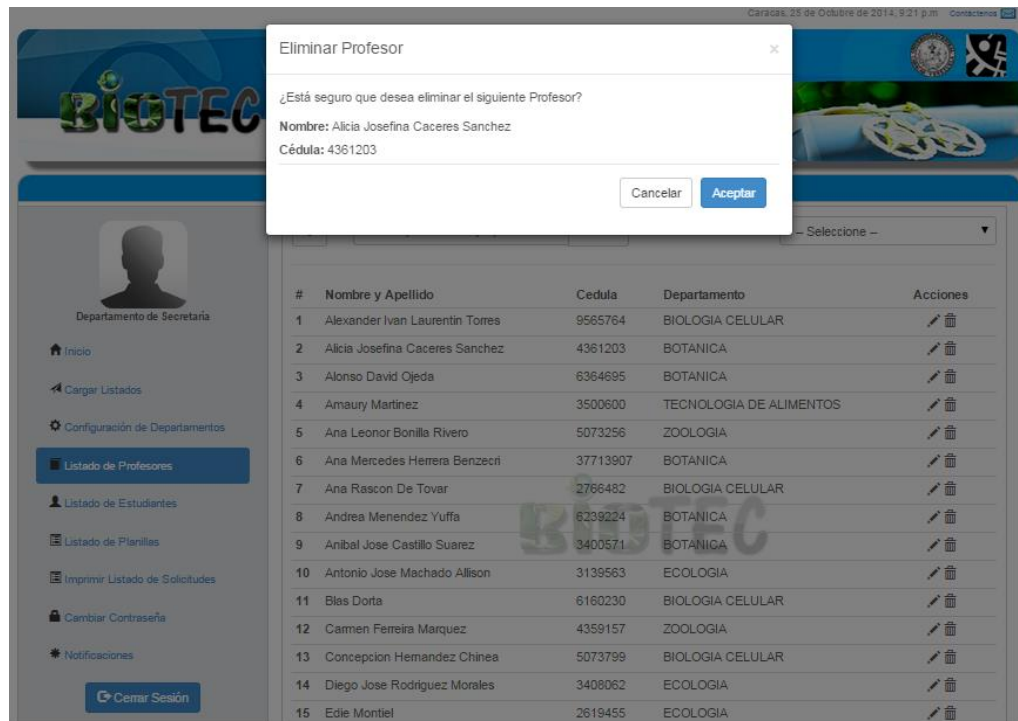 Caracas, 25 de Octubre de 2014, 9:21 p.m Contactenos
Eliminar Profesor ×
BIOTEC
¿Está seguro que desea eliminar el siguiente Profesor?
Nombre: Alicia Josefina Caceres Sanchez
Cédula: 4361203
Cancelar Aceptar
-- Seleccione --
Departamento de Secretaria
Inicio
Cargar Listados
Configuración de Departamentos
Listado de Profesores
Listado de Estudiantes
Listado de Planillas
Imprimir Listado de Solicitudes
Cambiar Contraseña
Notificaciones
Cerrar Sesión
# Nombre y Apellido Cedula Departamento Acciones
1 Alexander Ivan Laurentin Torres 9565764 BIOLOGIA CELULAR
2 Alicia Josefina Caceres Sanchez 4361203 BOTANICA
3 Alonso David Ojeda 6364695 BOTANICA
4 Amaury Martinez 3500600 TECNOLOGIA DE ALIMENTOS
5 Ana Leonor Bonilla Rivero 5073256 ZOOLOGIA
6 Ana Mercedes Herrera Benzecri 37713907 BOTANICA
7 Ana Rascon De Tovar 2766482 BIOLOGIA CELULAR
8 Andrea Menendez Yuffa 6239224 BOTANICA
9 Anibal Jose Castillo Suarez 3400571 BOTANICA
10 Antonio Jose Machado Allison 3139563 ECOLOGIA
11 Blas Dorta 6160230 BIOLOGIA CELULAR
12 Carmen Ferreira Marquez 4359157 ZOOLOGIA
13 Concepcion Hernandez Chinea 5073799 BIOLOGIA CELULAR
14 Diego Jose Rodriguez Morales 3408062 ECOLOGIA
15 Edie Montiel 2619455 ECOLOGIA
BIOTEC